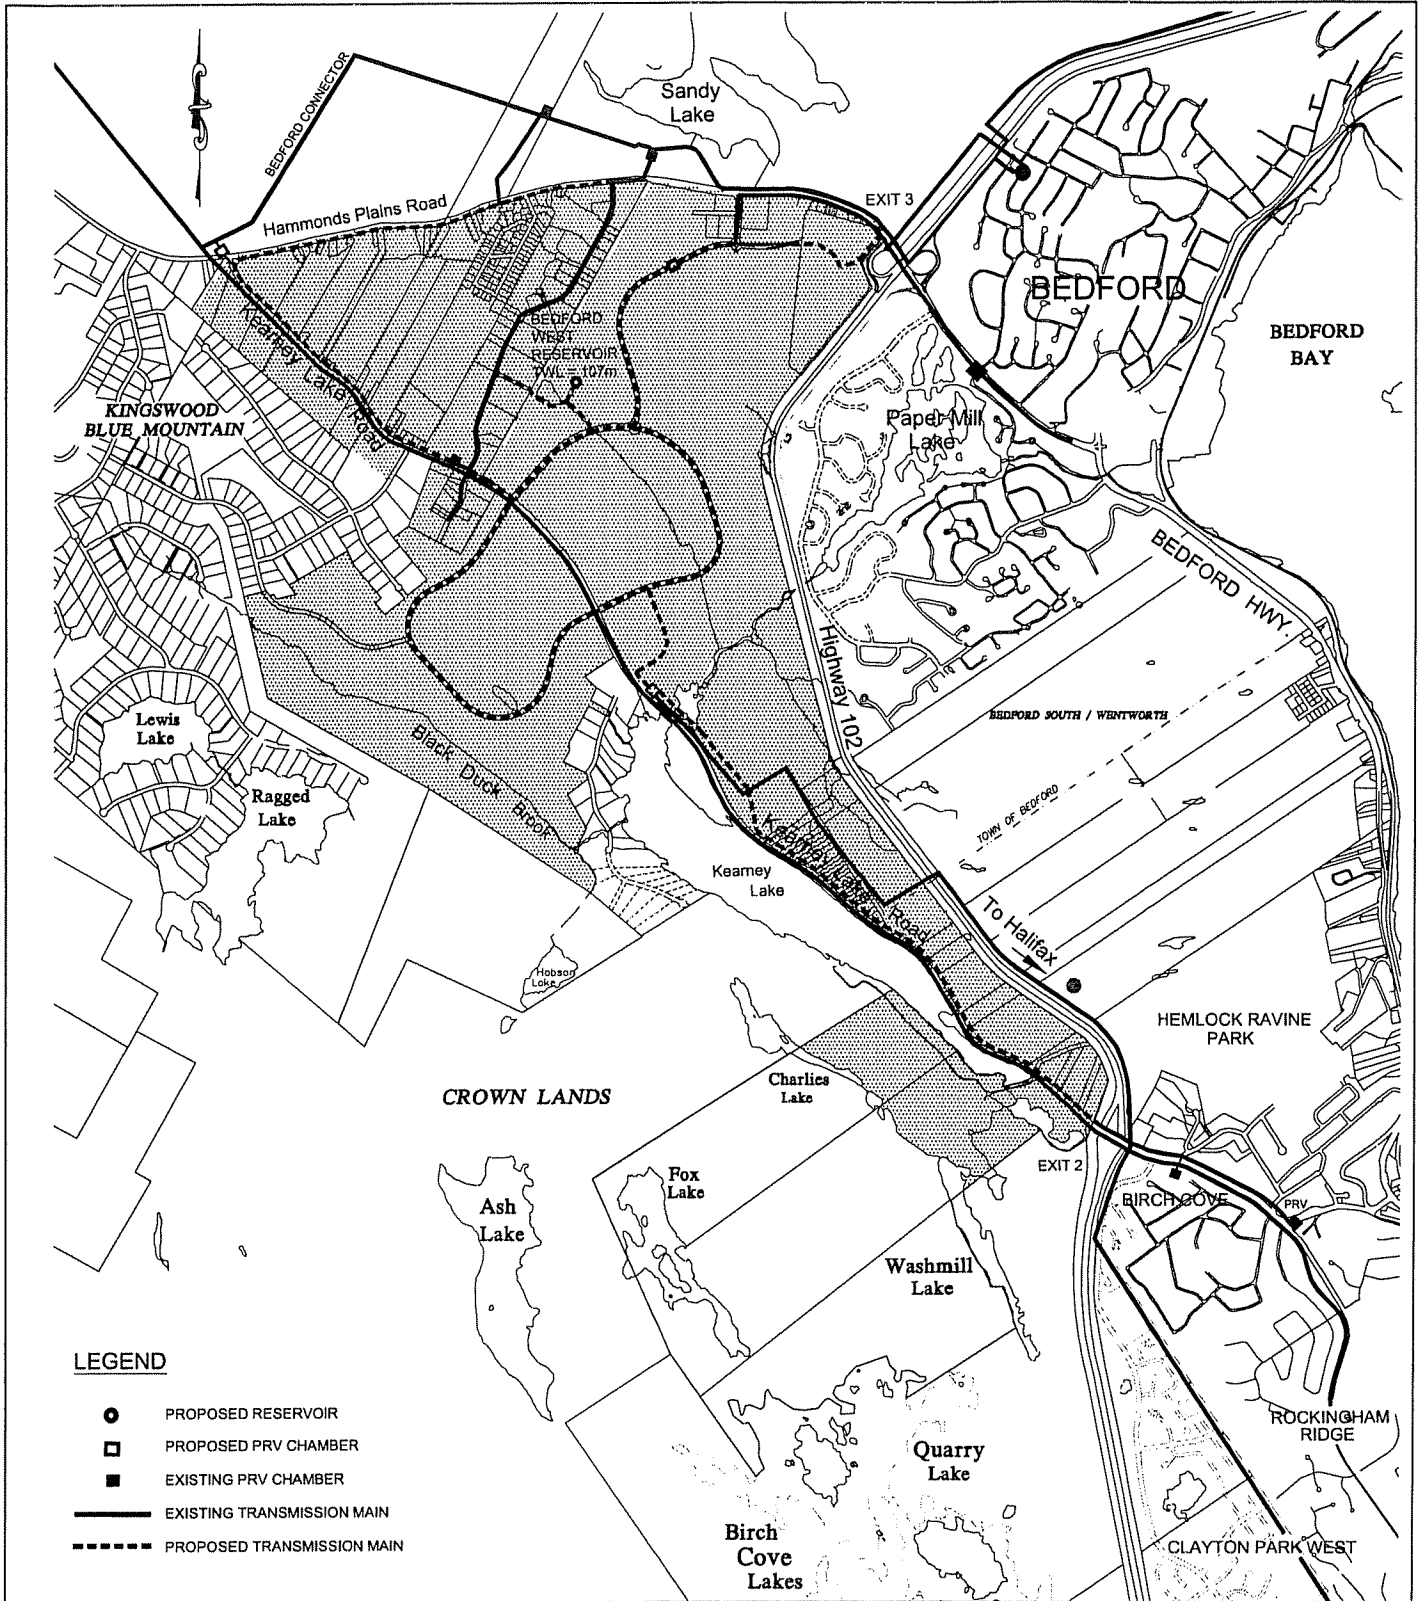 Sandy
Lake
BEDFORD CONNECTOR
Hammonds Plains Road
EXIT 3
BEDFORD
BEDFORD
BAY
BEDFORD
WEST
RESERVOIR
TWL = 107m
Kearney Lake Road
KINGSWOOD
BLUE MOUNTAIN
Paper Mill
Lake
BEDFORD HWY.
Highway 102
BEDFORD SOUTH / WENTWORTH
TOWN OF BEDFORD
Lewis
Lake
Black Duck Brook
Ragged
Lake
Kearney Lake Road
Kearney
Lake
To Halifax
Hobson
Lake
HEMLOCK RAVINE
PARK
CROWN LANDS
Charlies
Lake
EXIT 2
Fox
Lake
Ash
Lake
BIRCH COVE
PRV
Washmill
Lake
LEGEND
PROPOSED RESERVOIR
PROPOSED PRV CHAMBER
EXISTING PRV CHAMBER
EXISTING TRANSMISSION MAIN
PROPOSED TRANSMISSION MAIN
ROCKINGHAM
RIDGE
Quarry
Lake
Birch
Cove
Lakes
CLAYTON PARK WEST